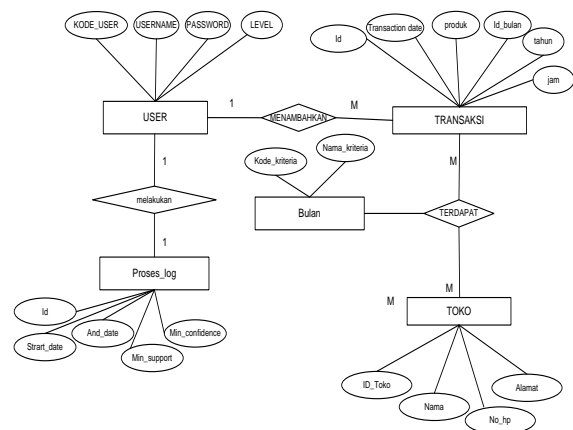 KODE_USER
USERNAME
PASSWORD
LEVEL
Id
Transaction date
produk
Id_bulan
tahun
jam
USER
1
MENAMBAHKAN
M
TRANSAKSI
1
M
Kode_kriteria
Nama_kriteria
melakukan
Bulan
TERDAPAT
1
Proses_log
M
M
TOKO
Id
Strart_date
And_date
Min_support
Min_confidence
ID_Toko
Nama
No_hp
Alamat